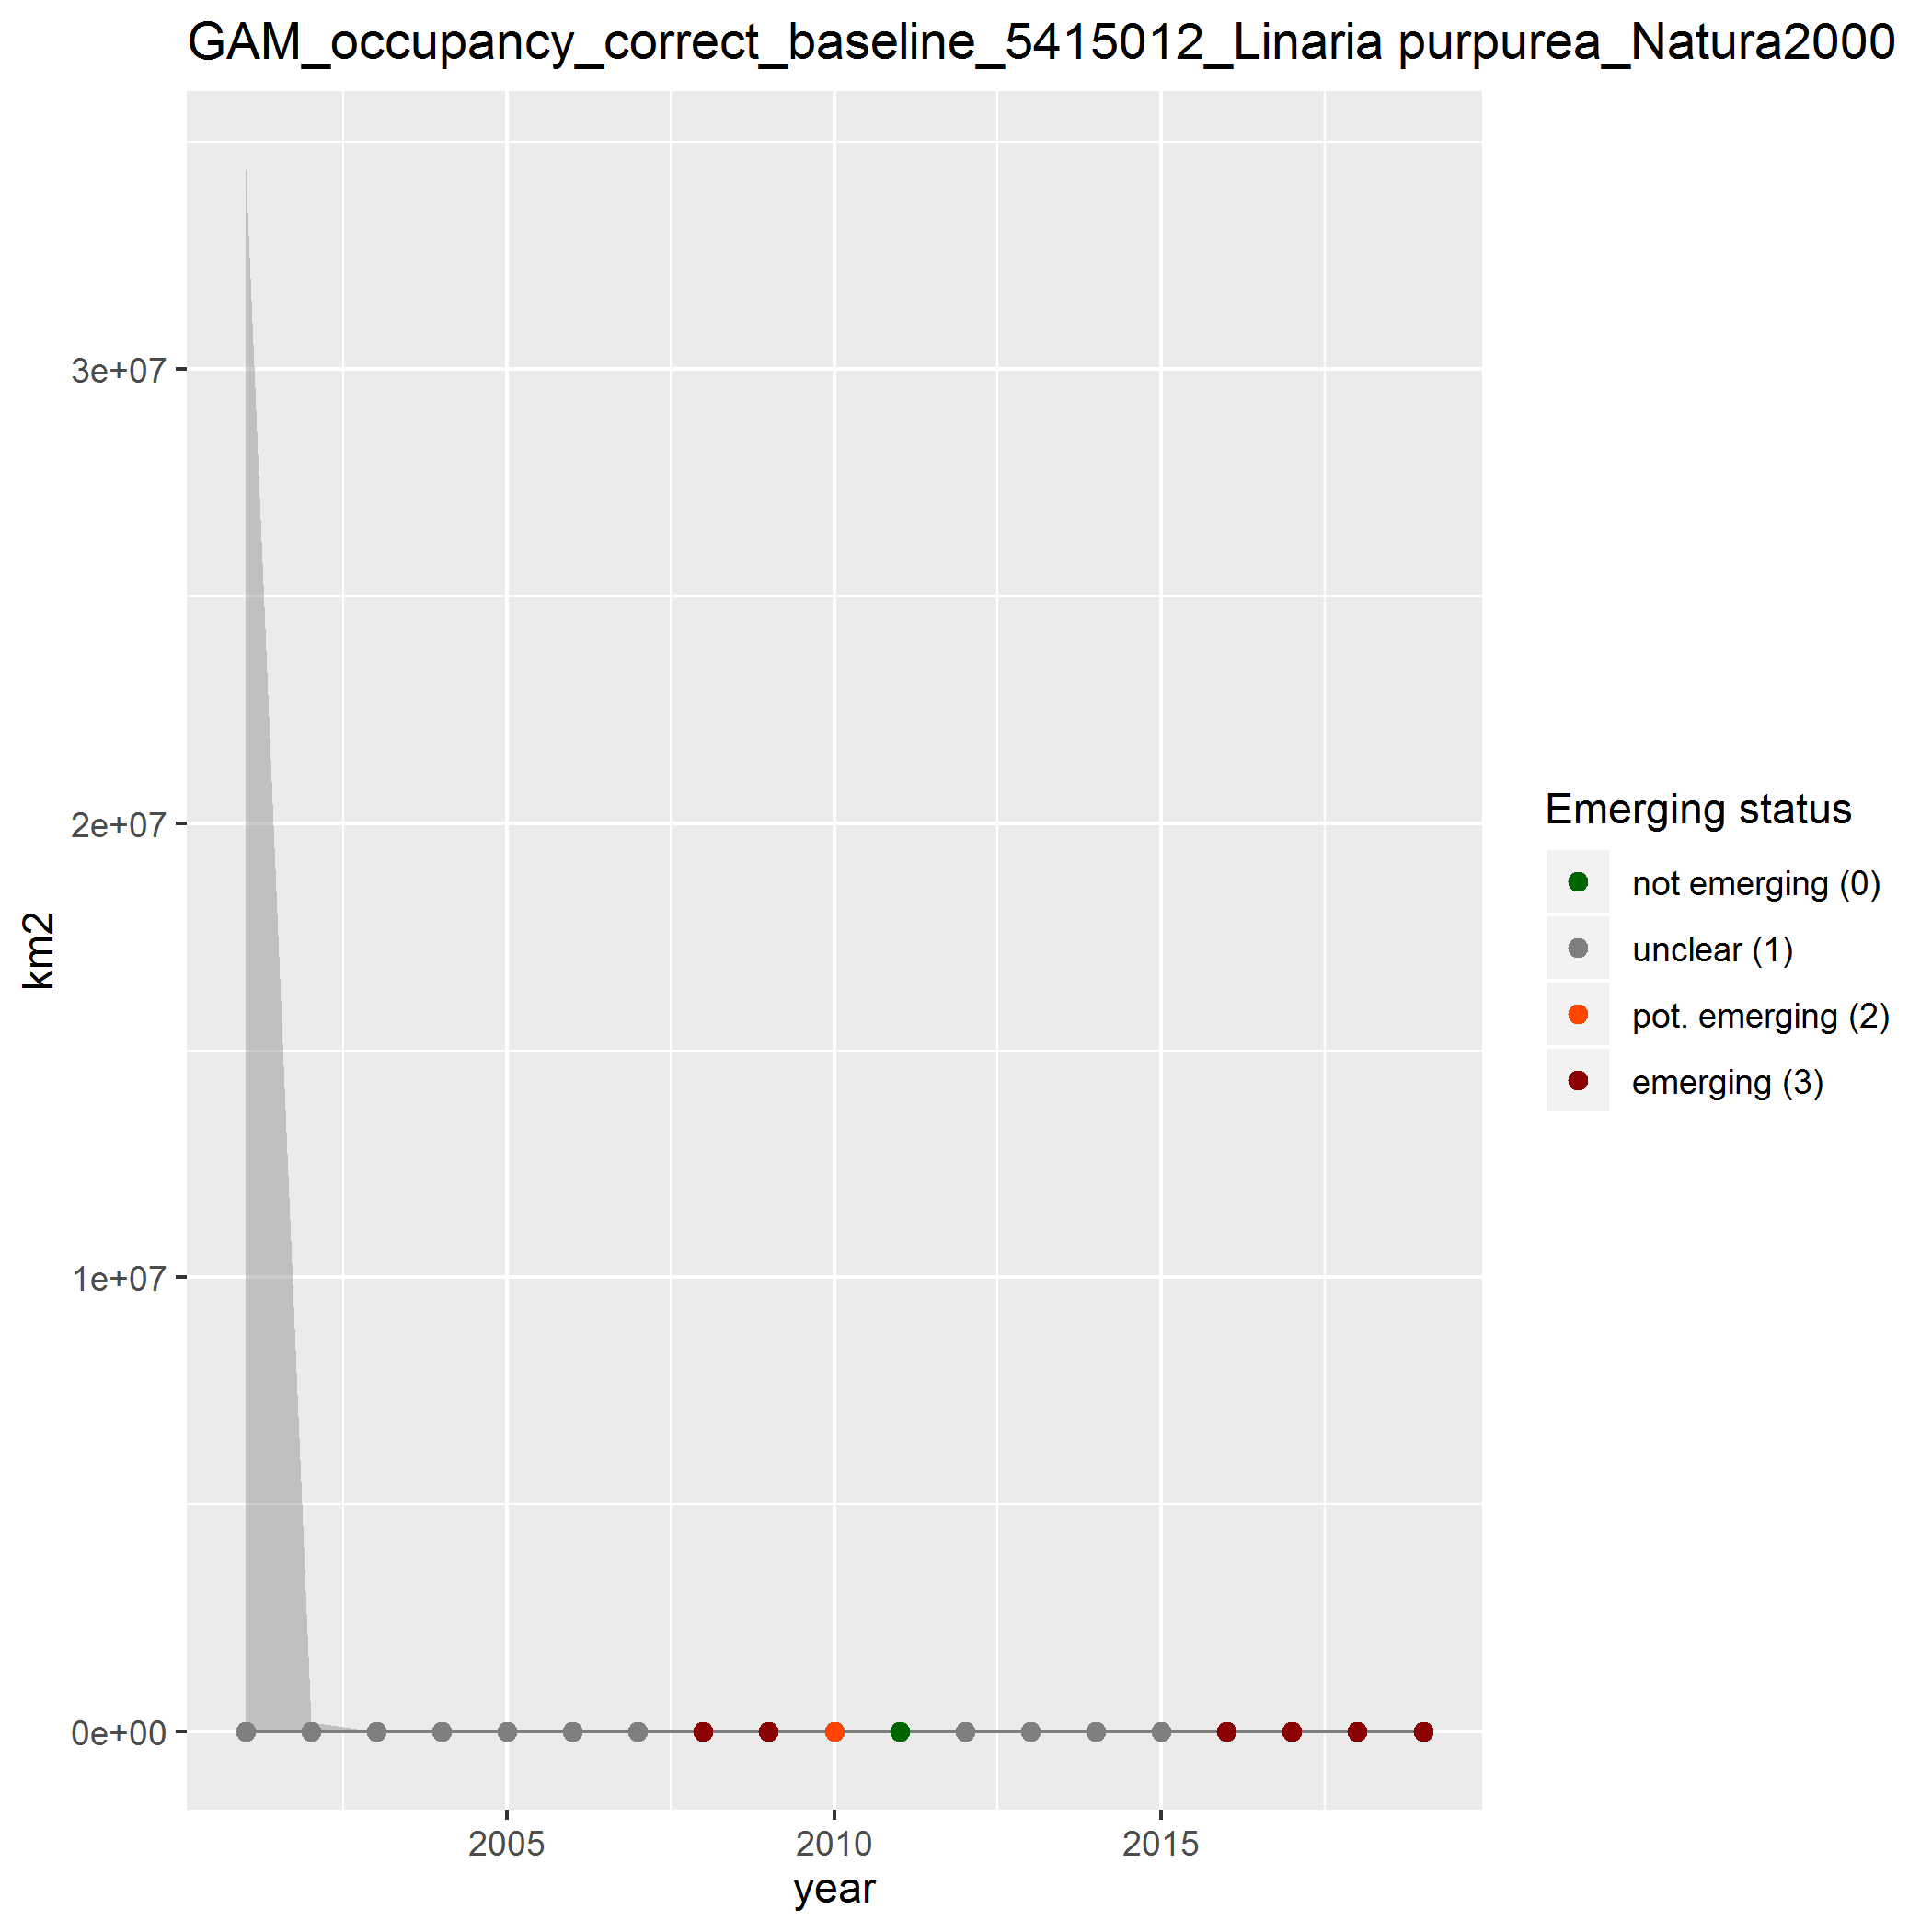 GAM_occupancy_correct_baseline_5415012_Linaria purpurea_Natura2000
3e+07
2e+07
1e+07
0e+00
km2
2005
2010
2015
year
Emerging status
not emerging (0)
unclear (1)
pot. emerging (2)
emerging (3)